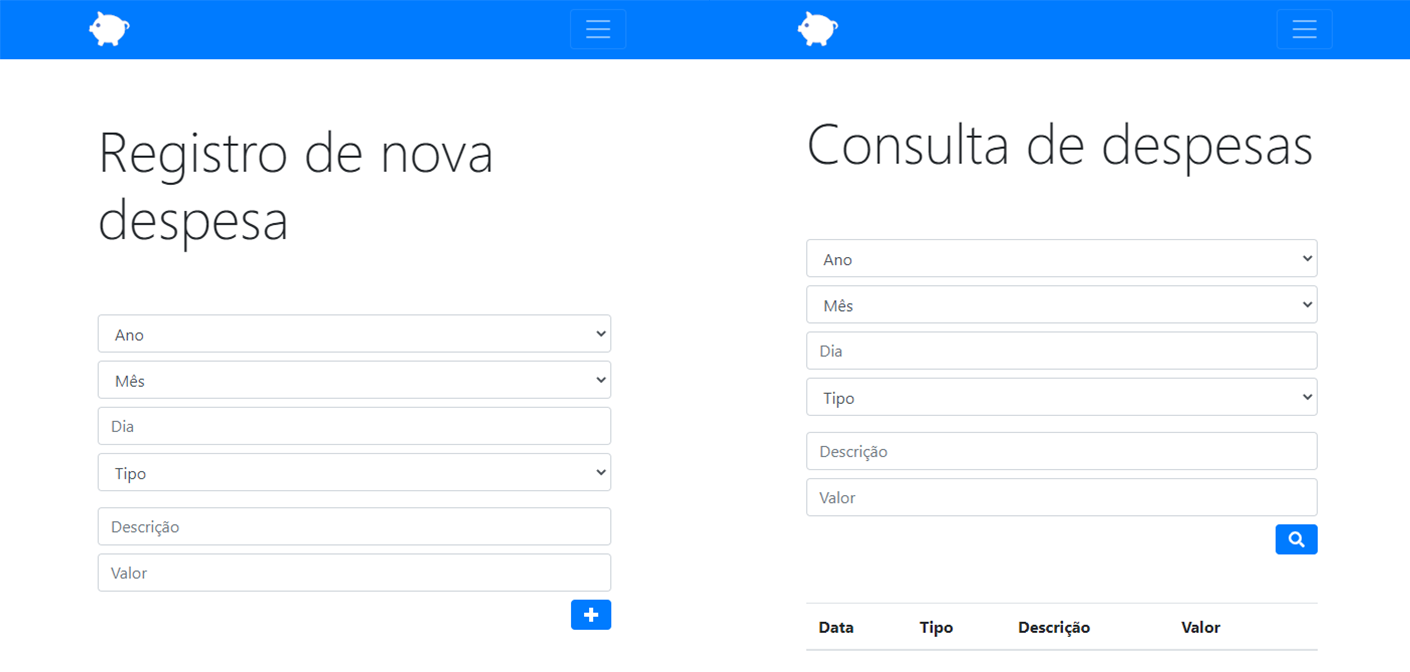 Registro de nova
despesa
Ano
Mês
Dia
Tipo
Descrição
Valor
Consulta de despesas
Ano
Mês
Dia
Tipo
Descrição
Valor
Data Tipo Descrição Valor